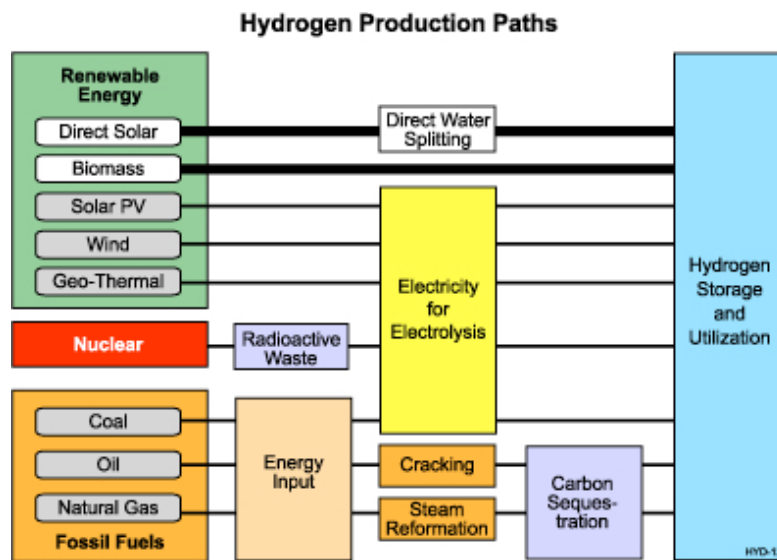 Hydrogen Production Paths
Renewable
Energy
Direct Solar
Biomass
Solar PV
Wind
Geo-Thermal
Nuclear
Coal
Oil
Natural Gas
Fossil Fuels
Radioactive
Waste
Energy
Input
Direct Water
Splitting
Electricity
for
Electrolysis
Cracking
Steam
Reformation
Carbon
Seques-
tration
Hydrogen
Storage
and
Utilization